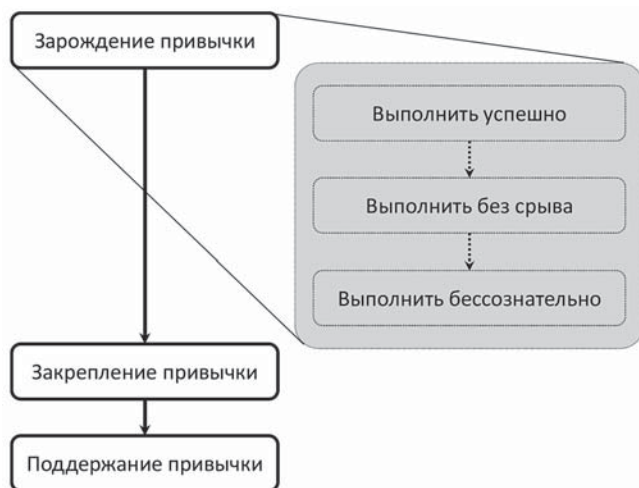 Зарождение привычки
Выполнить успешно
Выполнить без срыва
Выполнить бессознательно
Закрепление привычки
Поддержание привычки